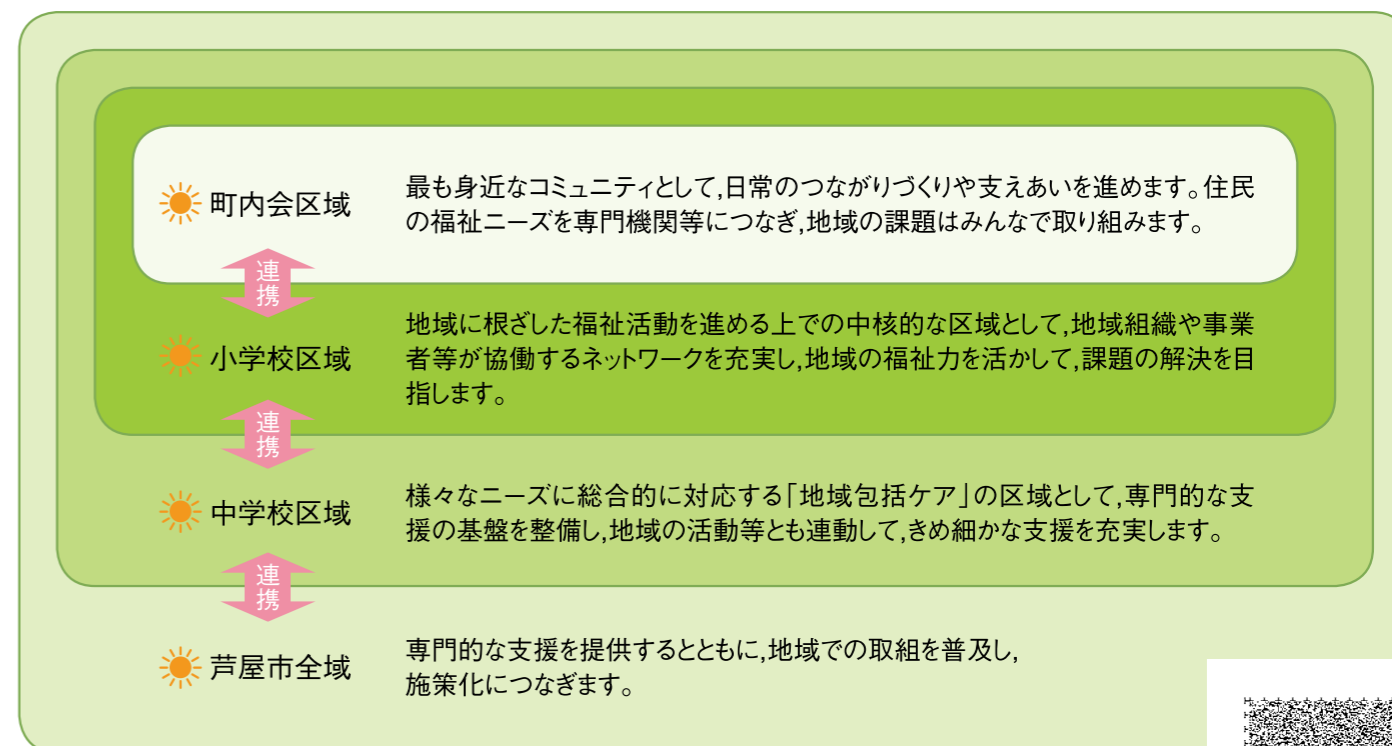 町内会区域
最も身近なコミュニティとして,日常のつながりづくりや支えあいを進めます。住民
の福祉ニーズを専門機関等につなぎ,地域の課題はみんなで取り組みます。
連携
小学校区域
地域に根ざした福祉活動を進める上での中核的な区域として,地域組織や事業
者等が協働するネットワークを充実し,地域の福祉力を活かして,課題の解決を目
指します。
連携
中学校区域
様々なニーズに総合的に対応する「地域包括ケア」の区域として,専門的な支
援の基盤を整備し,地域の活動等とも連動して,きめ細かな支援を充実します。
連携
芦屋市全域
専門的な支援を提供するとともに,地域での取組を普及し,
施策化につなぎます。